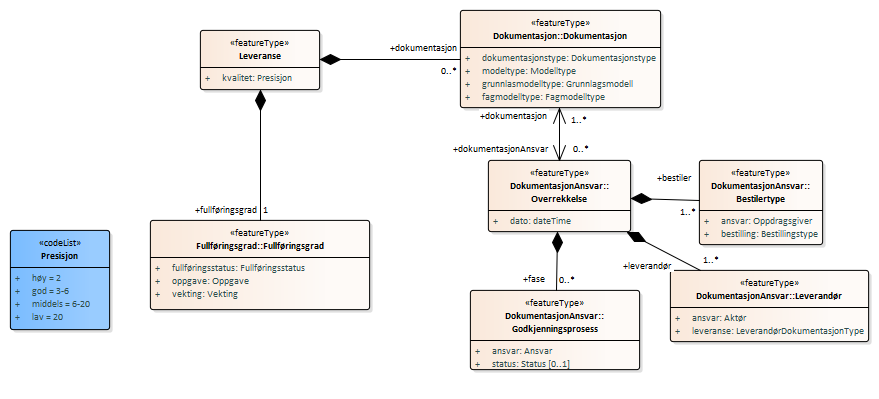 «featureType»
Leveranse
+ kvalitet: Presisjon
+dokumentasjon
0..*
«featureType»
Dokumentasjon::Dokumentasjon
+ dokumentasjonstype: Dokumentasjonstype
+ modeltype: Modelltype
+ grunnlasmodelltype: Grunnlagsmodell
+ fagmodelltype: Fagmodelltype
+dokumentasjon
1..*
+dokumentasjonAnsvar
0..*
«featureType»
DokumentasjonAnsvar::
Overrekkelse
+ dato: dateTime
+bestiler
1..*
«featureType»
DokumentasjonAnsvar::
Bestilertype
+ ansvar: Oppdragsgiver
+ bestilling: Bestillingstype
+fullføringsgrad
1
«featureType»
Fullføringsgrad::Fullføringsgrad
+ fullføringsstatus: Fullføringsstatus
+ oppgave: Oppgave
+ vekting: Vekting
«codeList»
Presisjon
+ høy = 2
+ god = 3-6
+ middels = 6-20
+ lav = 20
+fase
0..*
«featureType»
DokumentasjonAnsvar::
Godkjenningsprosess
+ ansvar: Ansvar
+ status: Status [0..1]
+leverandør
1..*
«featureType»
DokumentasjonAnsvar::Leverandør
+ ansvar: Aktør
+ leveranse: LeverandørDokumentasjonType